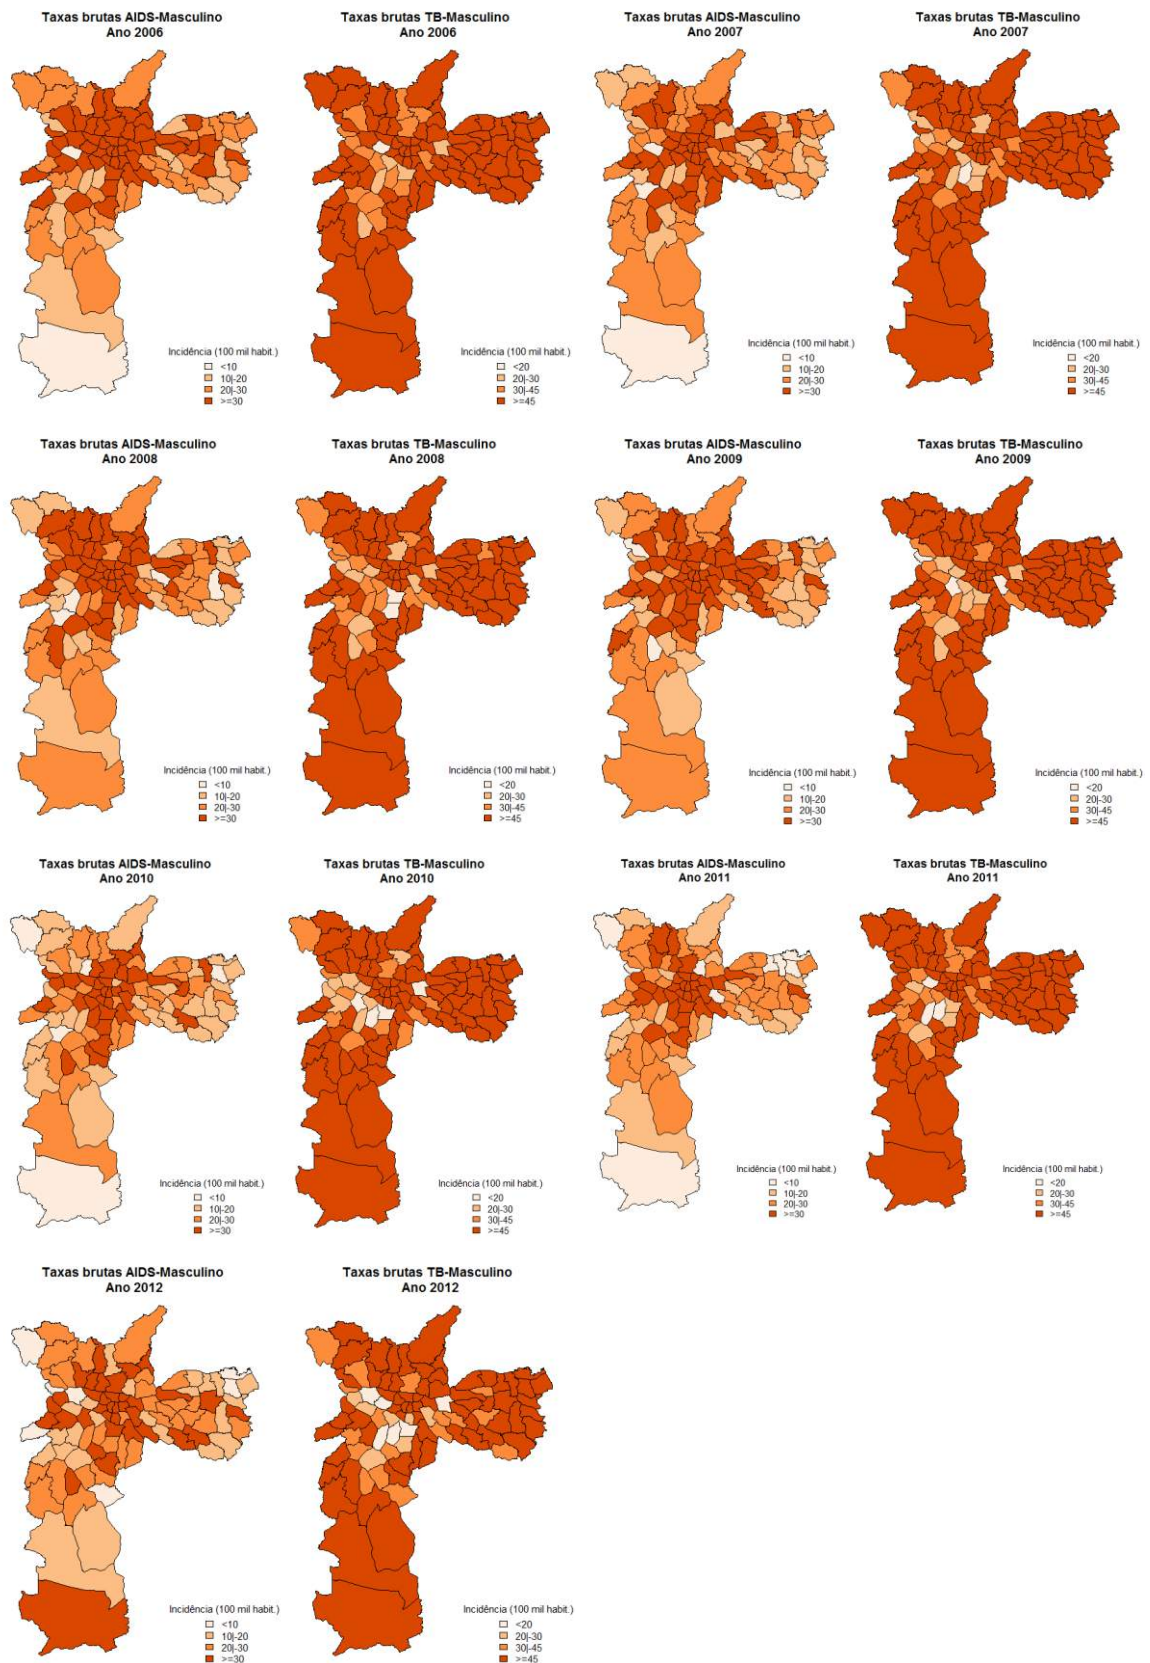 Taxas brutas AIDS-Masculino
Ano 2006
Taxas brutas TB-Masculino
Ano 2006
Taxas brutas AIDS-Masculino
Ano 2007
Taxas brutas TB-Masculino
Ano 2007
Incidência (100 mil habit.)
<10
10|-20
20|-30
>=30
Incidência (100 mil habit.)
<20
20|-30
30|-45
>=45
Incidência (100 mil habit.)
<10
10|-20
20|-30
>=30
Incidência (100 mil habit.)
<20
20|-30
30|-45
>=45
Taxas brutas AIDS-Masculino
Ano 2008
Taxas brutas TB-Masculino
Ano 2008
Taxas brutas AIDS-Masculino
Ano 2009
Taxas brutas TB-Masculino
Ano 2009
Incidência (100 mil habit.)
<10
10|-20
20|-30
>=30
Incidência (100 mil habit.)
<20
20|-30
30|-45
>=45
Incidência (100 mil habit.)
<10
10|-20
20|-30
>=30
Incidência (100 mil habit.)
<20
20|-30
30|-45
>=45
Taxas brutas AIDS-Masculino
Ano 2010
Taxas brutas TB-Masculino
Ano 2010
Taxas brutas AIDS-Masculino
Ano 2011
Taxas brutas TB-Masculino
Ano 2011
Incidência (100 mil habit.)
<10
10|-20
20|-30
>=30
Incidência (100 mil habit.)
<20
20|-30
30|-45
>=45
Incidência (100 mil habit.)
<10
10|-20
20|-30
>=30
Incidência (100 mil habit.)
<20
20|-30
30|-45
>=45
Taxas brutas AIDS-Masculino
Ano 2012
Taxas brutas TB-Masculino
Ano 2012
Incidência (100 mil habit.)
<10
10|-20
20|-30
>=30
Incidência (100 mil habit.)
<20
20|-30
30|-45
>=45